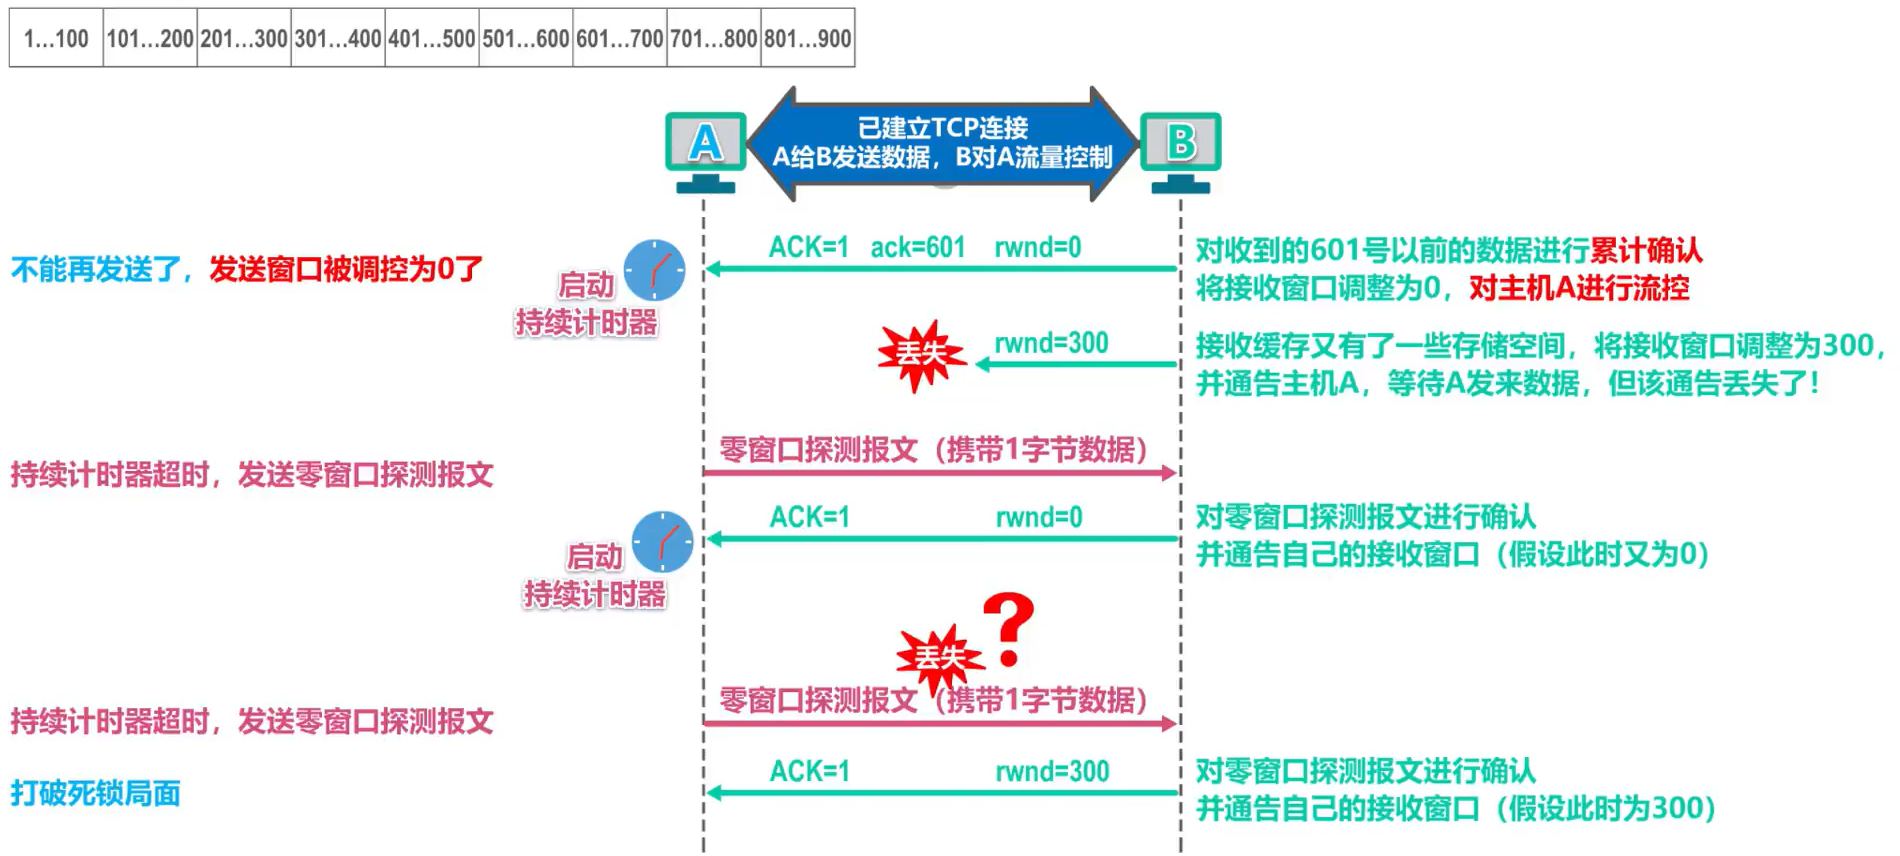 1...100 101...200 201...300 301...400 401...500 501...600 601...700 701...800 801...900
A
已建立TCP连接
A给B发送数据，B对A流量控制
B
不能再发送了，发送窗口被调控为0了
启动
持续计时器
ACK=1 ack=601 rwnd=0
对收到的601号以前的数据进行累计确认
将接收窗口调整为0，对主机A进行流控
丢失
rwnd=300
接收缓存又有了一些存储空间，将接收窗口调整为300，
并通告主机A，等待A发来数据，但该通告丢失了！
持续计时器超时，发送零窗口探测报文
零窗口探测报文（携带1字节数据）
启动
持续计时器
ACK=1 rwnd=0
对零窗口探测报文进行确认
并通告自己的接收窗口（假设此时又为0）
丢失
?
持续计时器超时，发送零窗口探测报文
零窗口探测报文（携带1字节数据）
打破死锁局面
ACK=1 rwnd=300
对零窗口探测报文进行确认
并通告自己的接收窗口（假设此时为300）